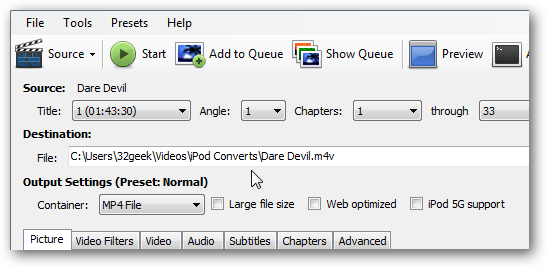 File Tools Presets Help
Source Start Add to Queue Show Queue Preview
Source: Dare Devil
Title: 1 (01:43:30) Angle: 1 Chapters: 1 through 33
Destination:
File: C:\Users\32geek\Videos\iPod Converts\Dare Devil.m4v
Output Settings (Preset: Normal)
Container: MP4 File Large file size Web optimized iPod 5G support
Picture Video Filters Video Audio Subtitles Chapters Advanced